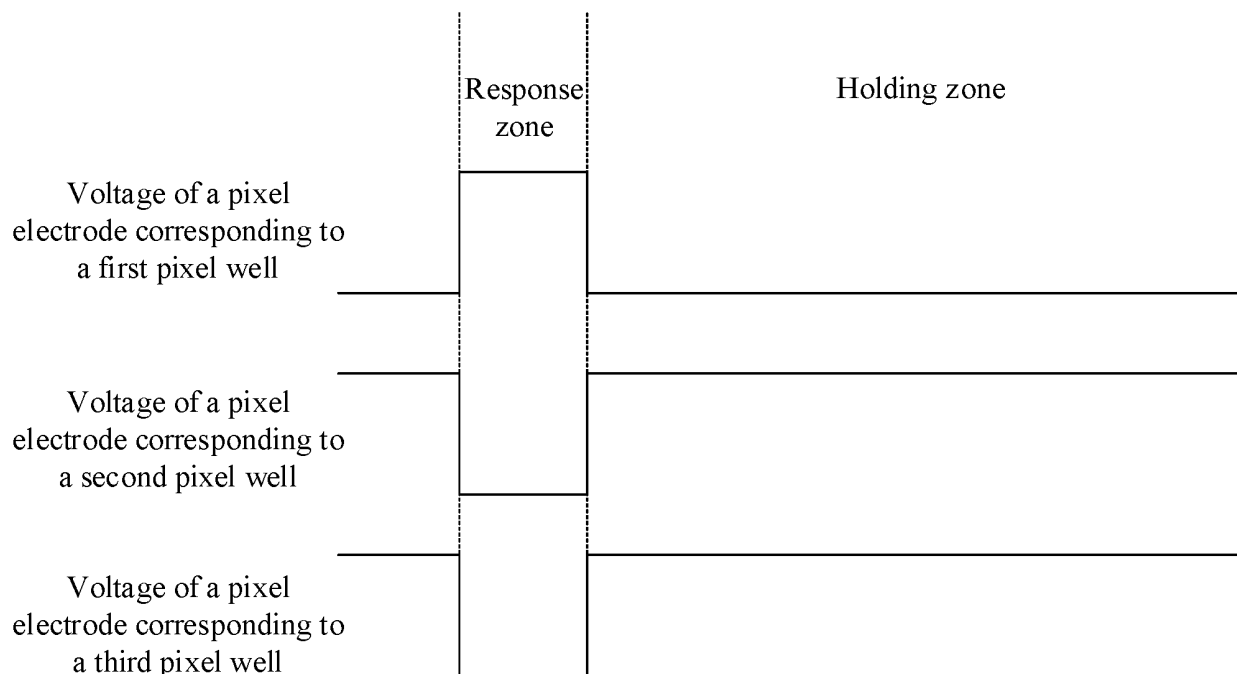 Response
zone
Holding zone
Voltage of a pixel
electrode corresponding to
a first pixel well
Voltage of a pixel
electrode corresponding to
a second pixel well
Voltage of a pixel
electrode corresponding to
a third pixel well